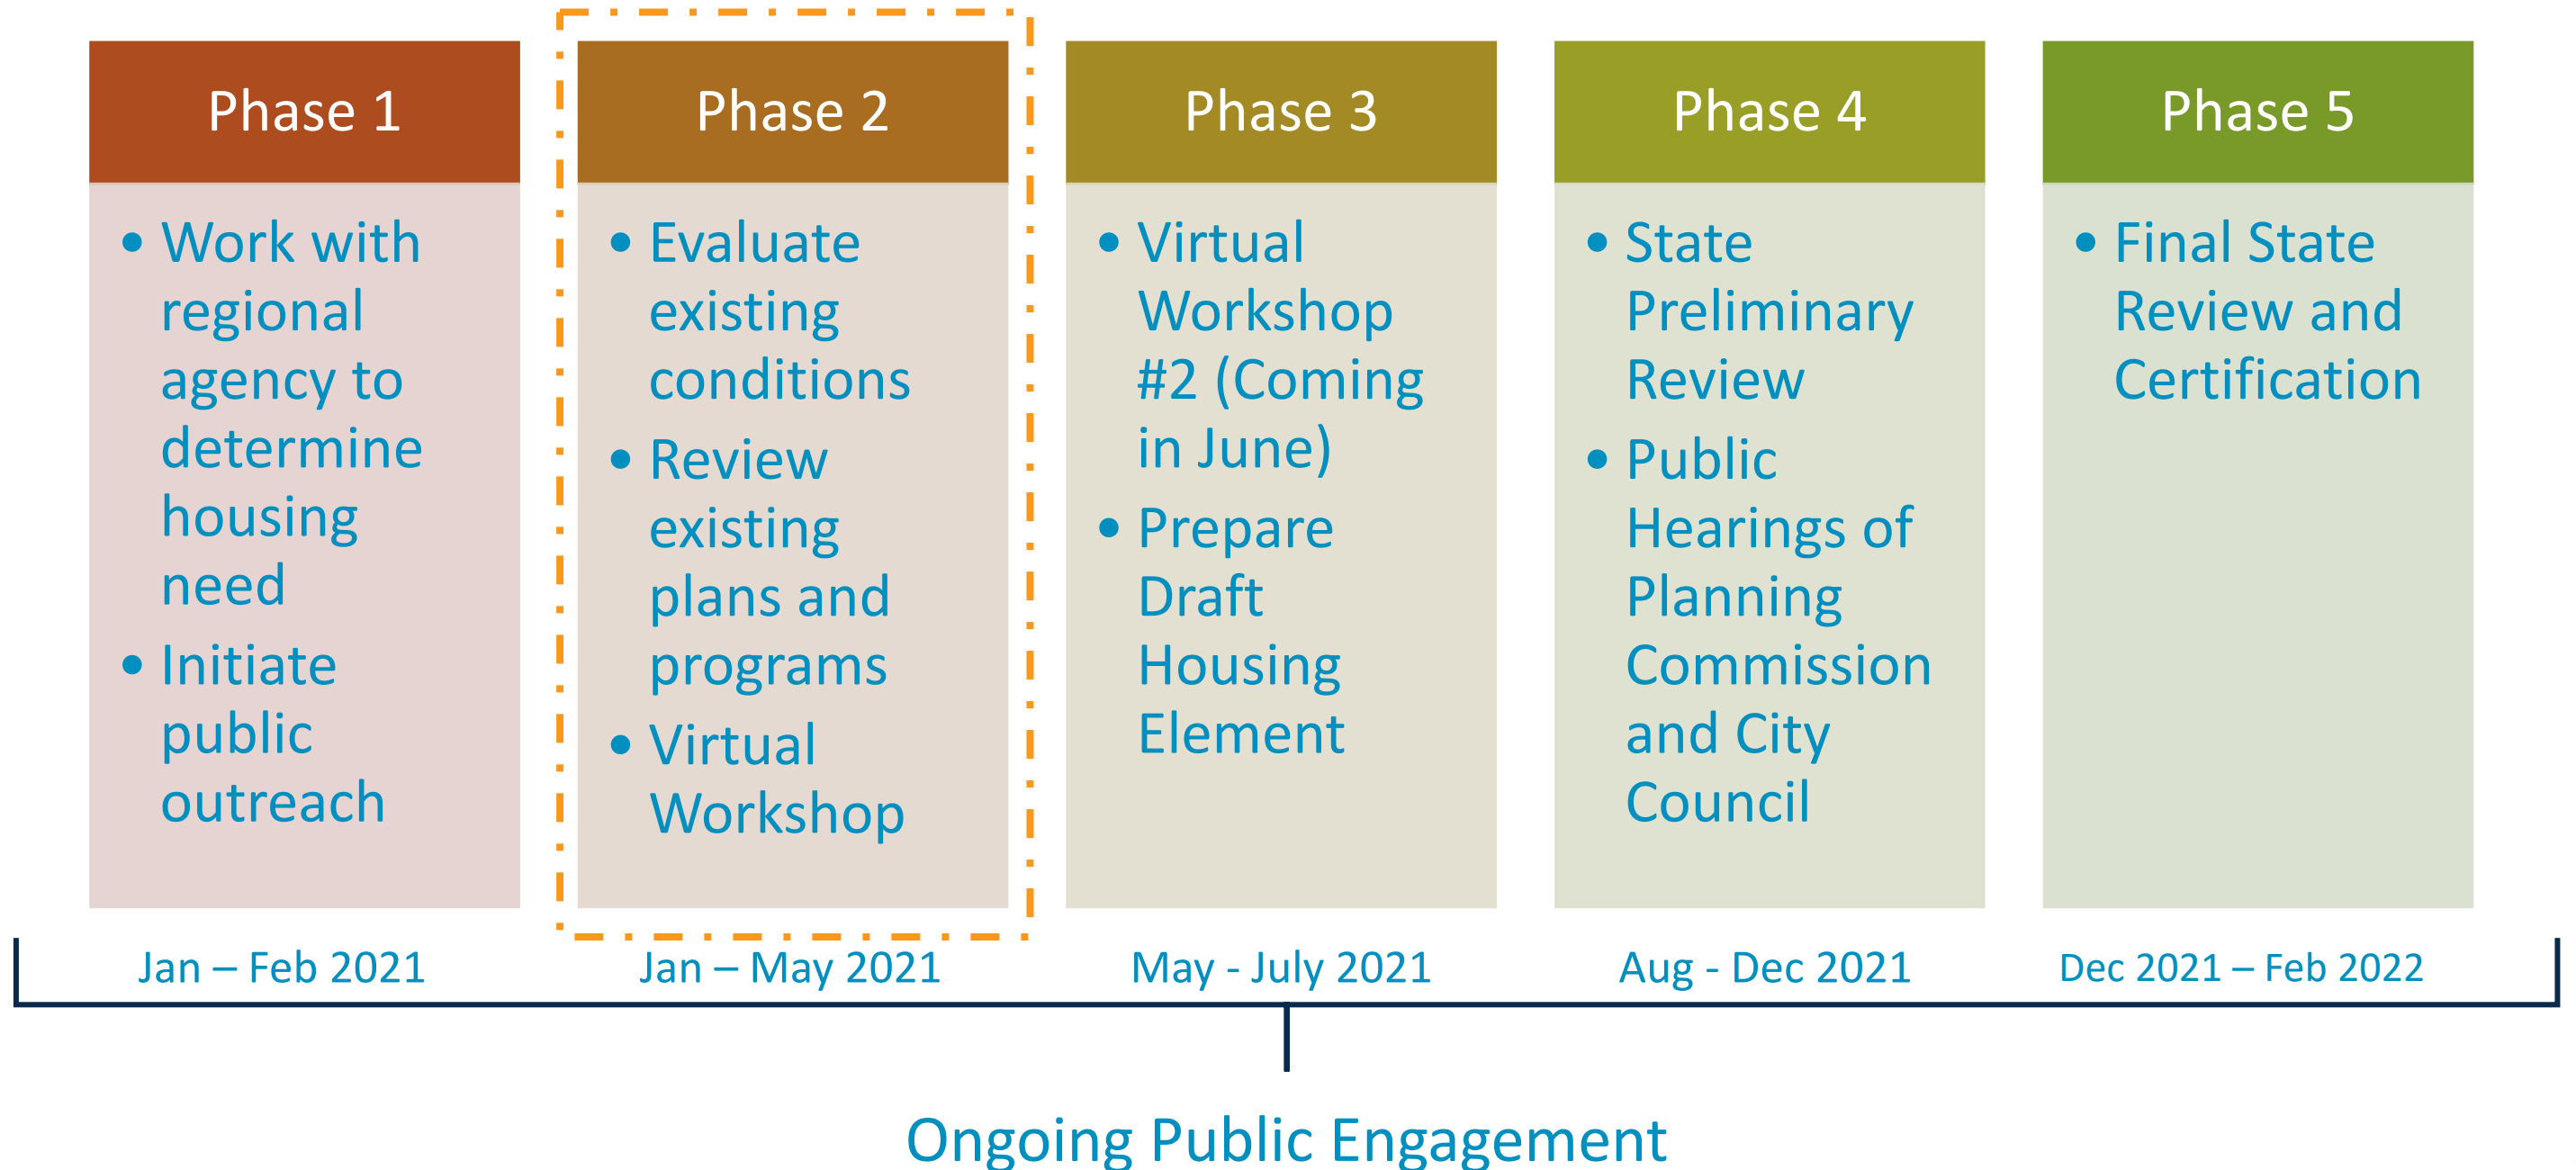 Phase 1
• Work with
regional
agency to
determine
housing
need
• Initiate
public
outreach
Jan – Feb 2021
Phase 2
• Evaluate
existing
conditions
• Review
existing
plans and
programs
• Virtual
Workshop
Jan – May 2021
Phase 3
• Virtual
Workshop
#2 (Coming
in June)
• Prepare
Draft
Housing
Element
May - July 2021
Phase 4
• State
Preliminary
Review
• Public
Hearings of
Planning
Commission
and City
Council
Aug - Dec 2021
Phase 5
• Final State
Review and
Certification
Dec 2021 – Feb 2022
Ongoing Public Engagement